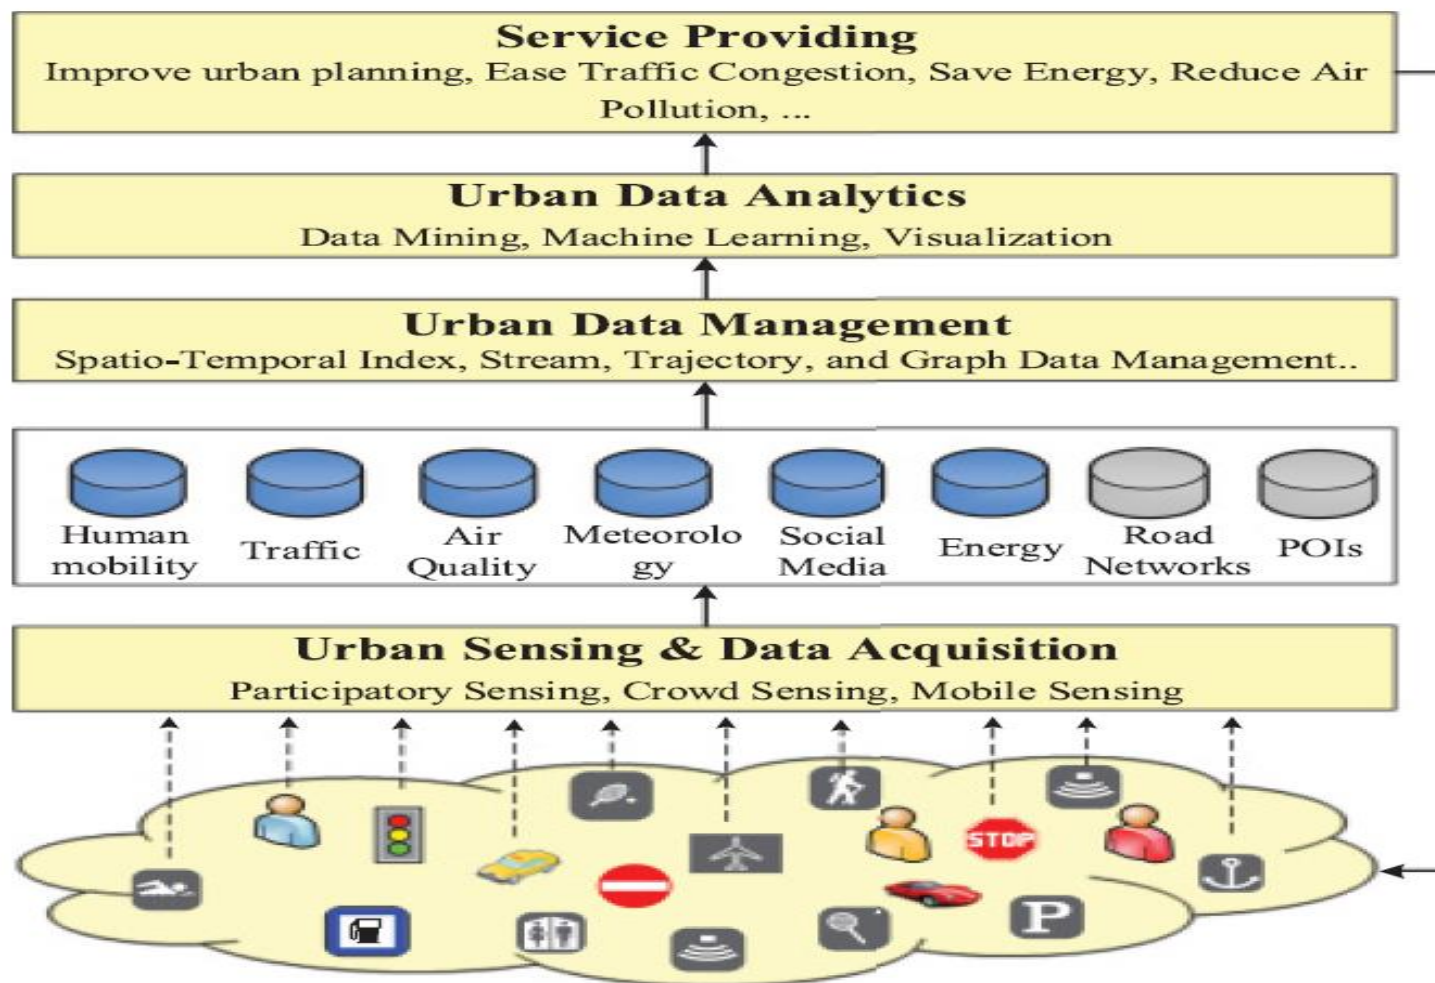 Service Providing
Improve urban planning, Ease Traffic Congestion, Save Energy, Reduce Air
Pollution, ...
Urban Data Analytics
Data Mining, Machine Learning, Visualization
Urban Data Management
Spatio-Temporal Index, Stream, Trajectory, and Graph Data Management..
Human
mobility
Traffic
Air
Quality
Meteorolo
gy
Social
Media
Energy
Road
Networks
POIs
Urban Sensing & Data Acquisition
Participatory Sensing, Crowd Sensing, Mobile Sensing
STOP
P